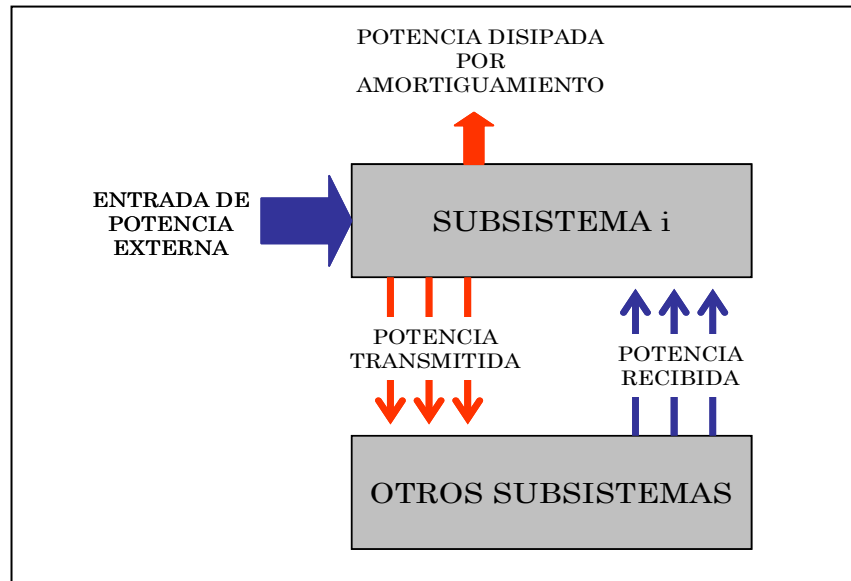 POTENCIA DISIPADA
POR
AMORTIGUAMIENTO
ENTRADA DE
POTENCIA
EXTERNA
SUBSISTEMA i
POTENCIA
TRANSMITIDA
POTENCIA
RECIBIDA
OTROS SUBSISTEMAS